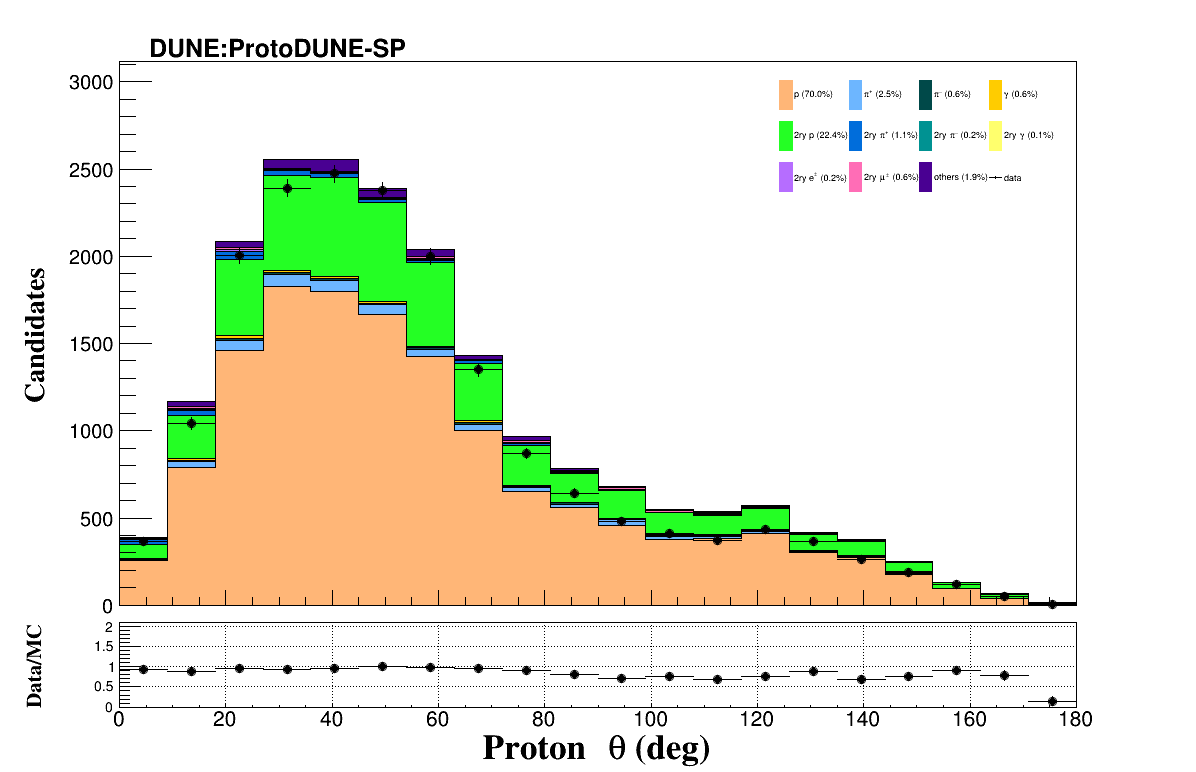 DUNE:ProtoDUNE-SP
3000
2500
2000
1500
1000
500
0
Candidates
p (70.0%) π⁺ (2.5%) π⁻ (0.6%) γ (0.6%)
2ry p (22.4%) 2ry π⁺ (1.1%) 2ry π⁻ (0.2%) 2ry γ (0.1%)
2ry e± (0.2%) 2ry μ± (0.6%) others (1.9%) data
2
1.5
1
0.5
0
Data/MC
0 20 40 60 80 100 120 140 160 180
Proton θ (deg)